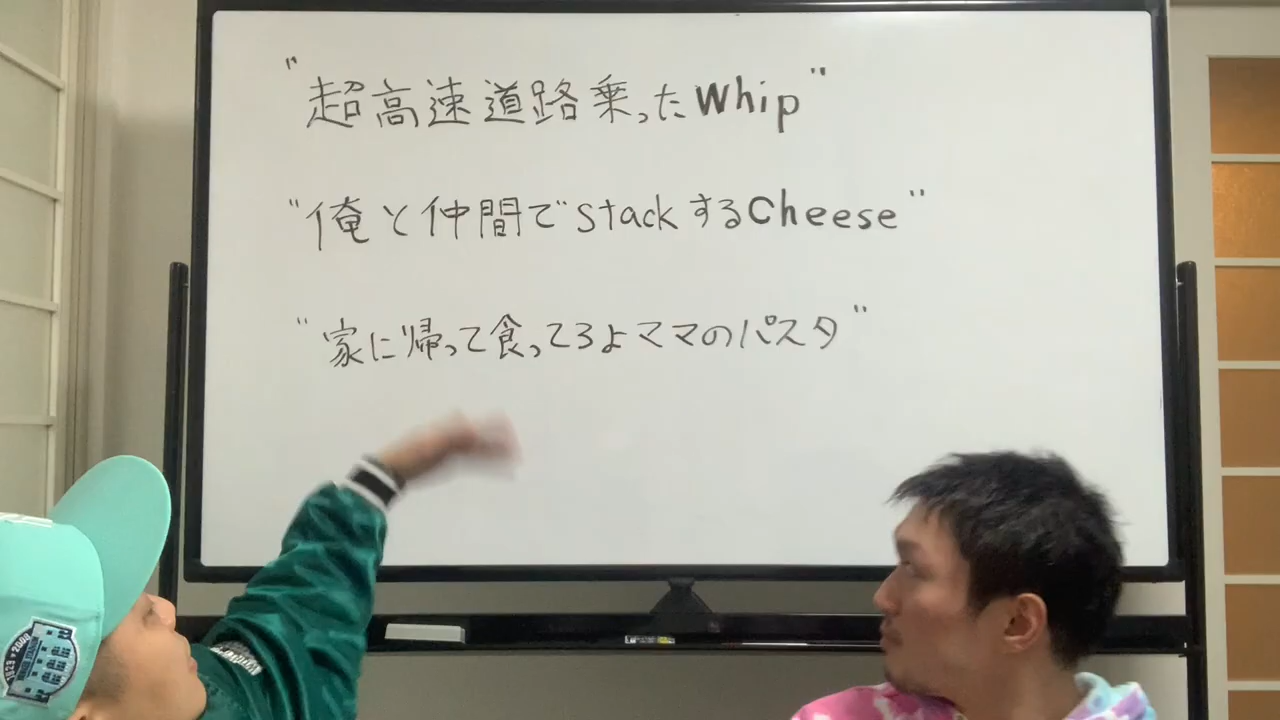 "超高速道路乗ったWhip"
"俺と仲間でstackするCheese"
"家に帰って食ってろよママのパスタ"